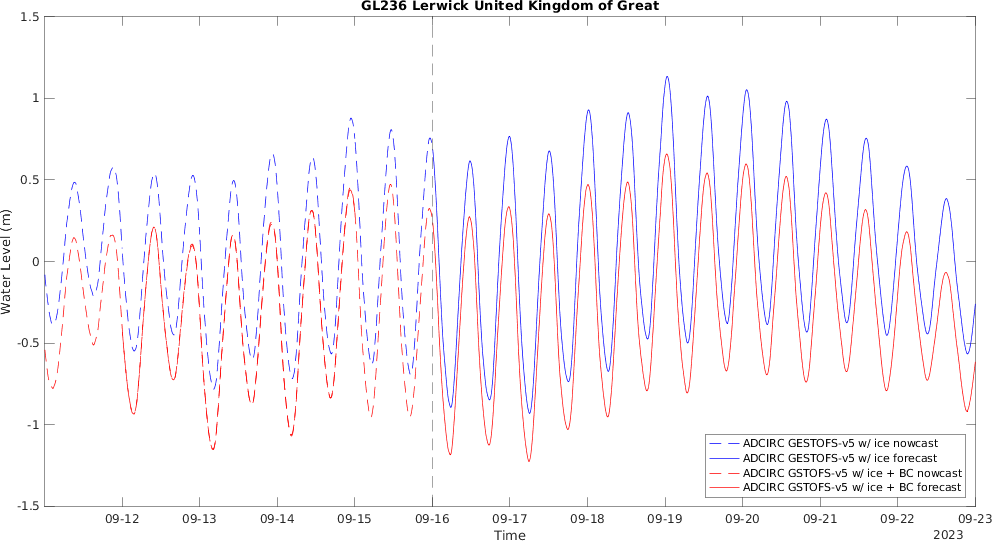 GL236 Lerwick United Kingdom of Great
1.5
1
0.5
0
-0.5
-1
-1.5
Water Level (m)
ADCIRC GESTOFS-v5 w/ ice nowcast
ADCIRC GESTOFS-v5 w/ ice forecast
ADCIRC GSTOFS-v5 w/ ice + BC nowcast
ADCIRC GSTOFS-v5 w/ ice + BC forecast
09-12 09-13 09-14 09-15 09-16 09-17 09-18 09-19 09-20 09-21 09-22 09-23
Time
2023